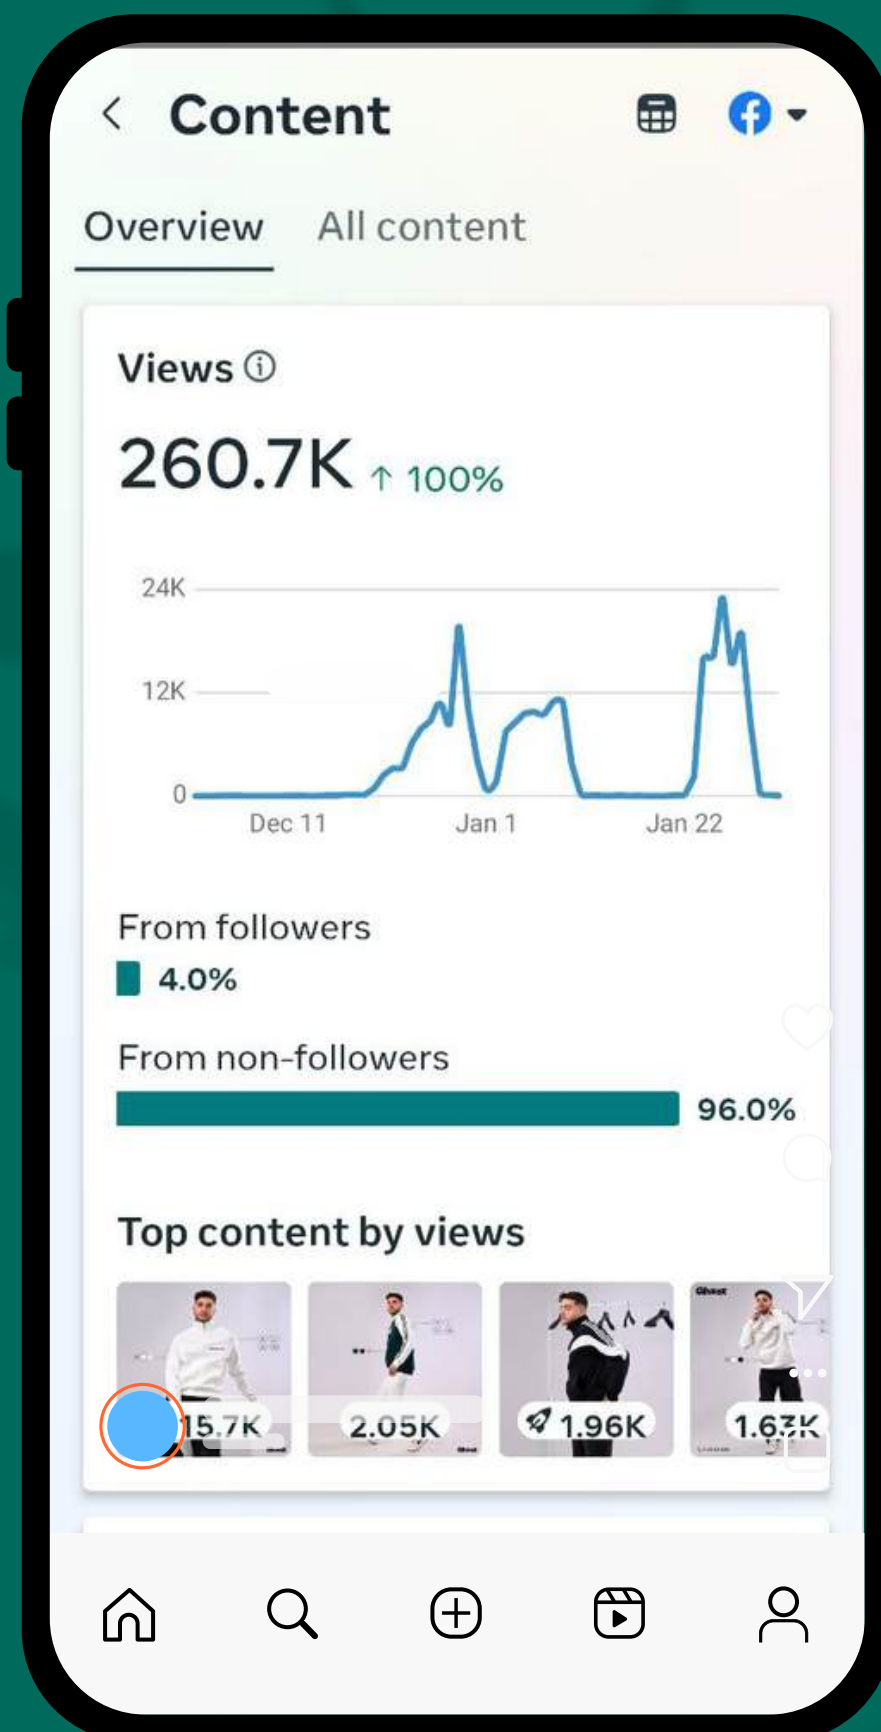 Content
Overview
All content
Views
260.7K ↑ 100%
24K
12K
0
Dec 11
Jan 1
Jan 22
From followers
4.0%
From non-followers
96.0%
Top content by views
15.7K
2.05K
1.96K
1.63K
Ghost